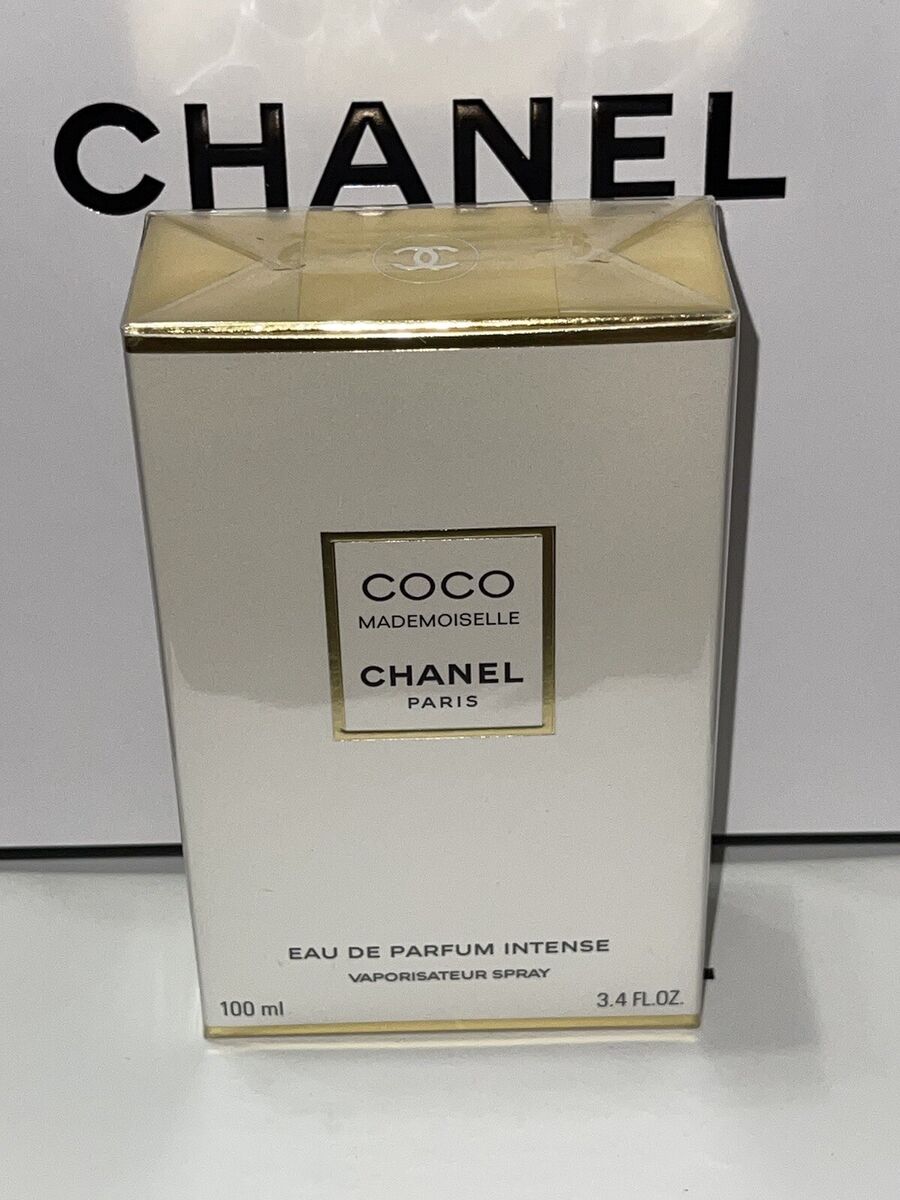 CHANEL
COCO
MADEMOISELLE
CHANEL
PARIS
EAU DE PARFUM INTENSE
VAPORISATEUR SPRAY
100 ml
3.4 FL.OZ.